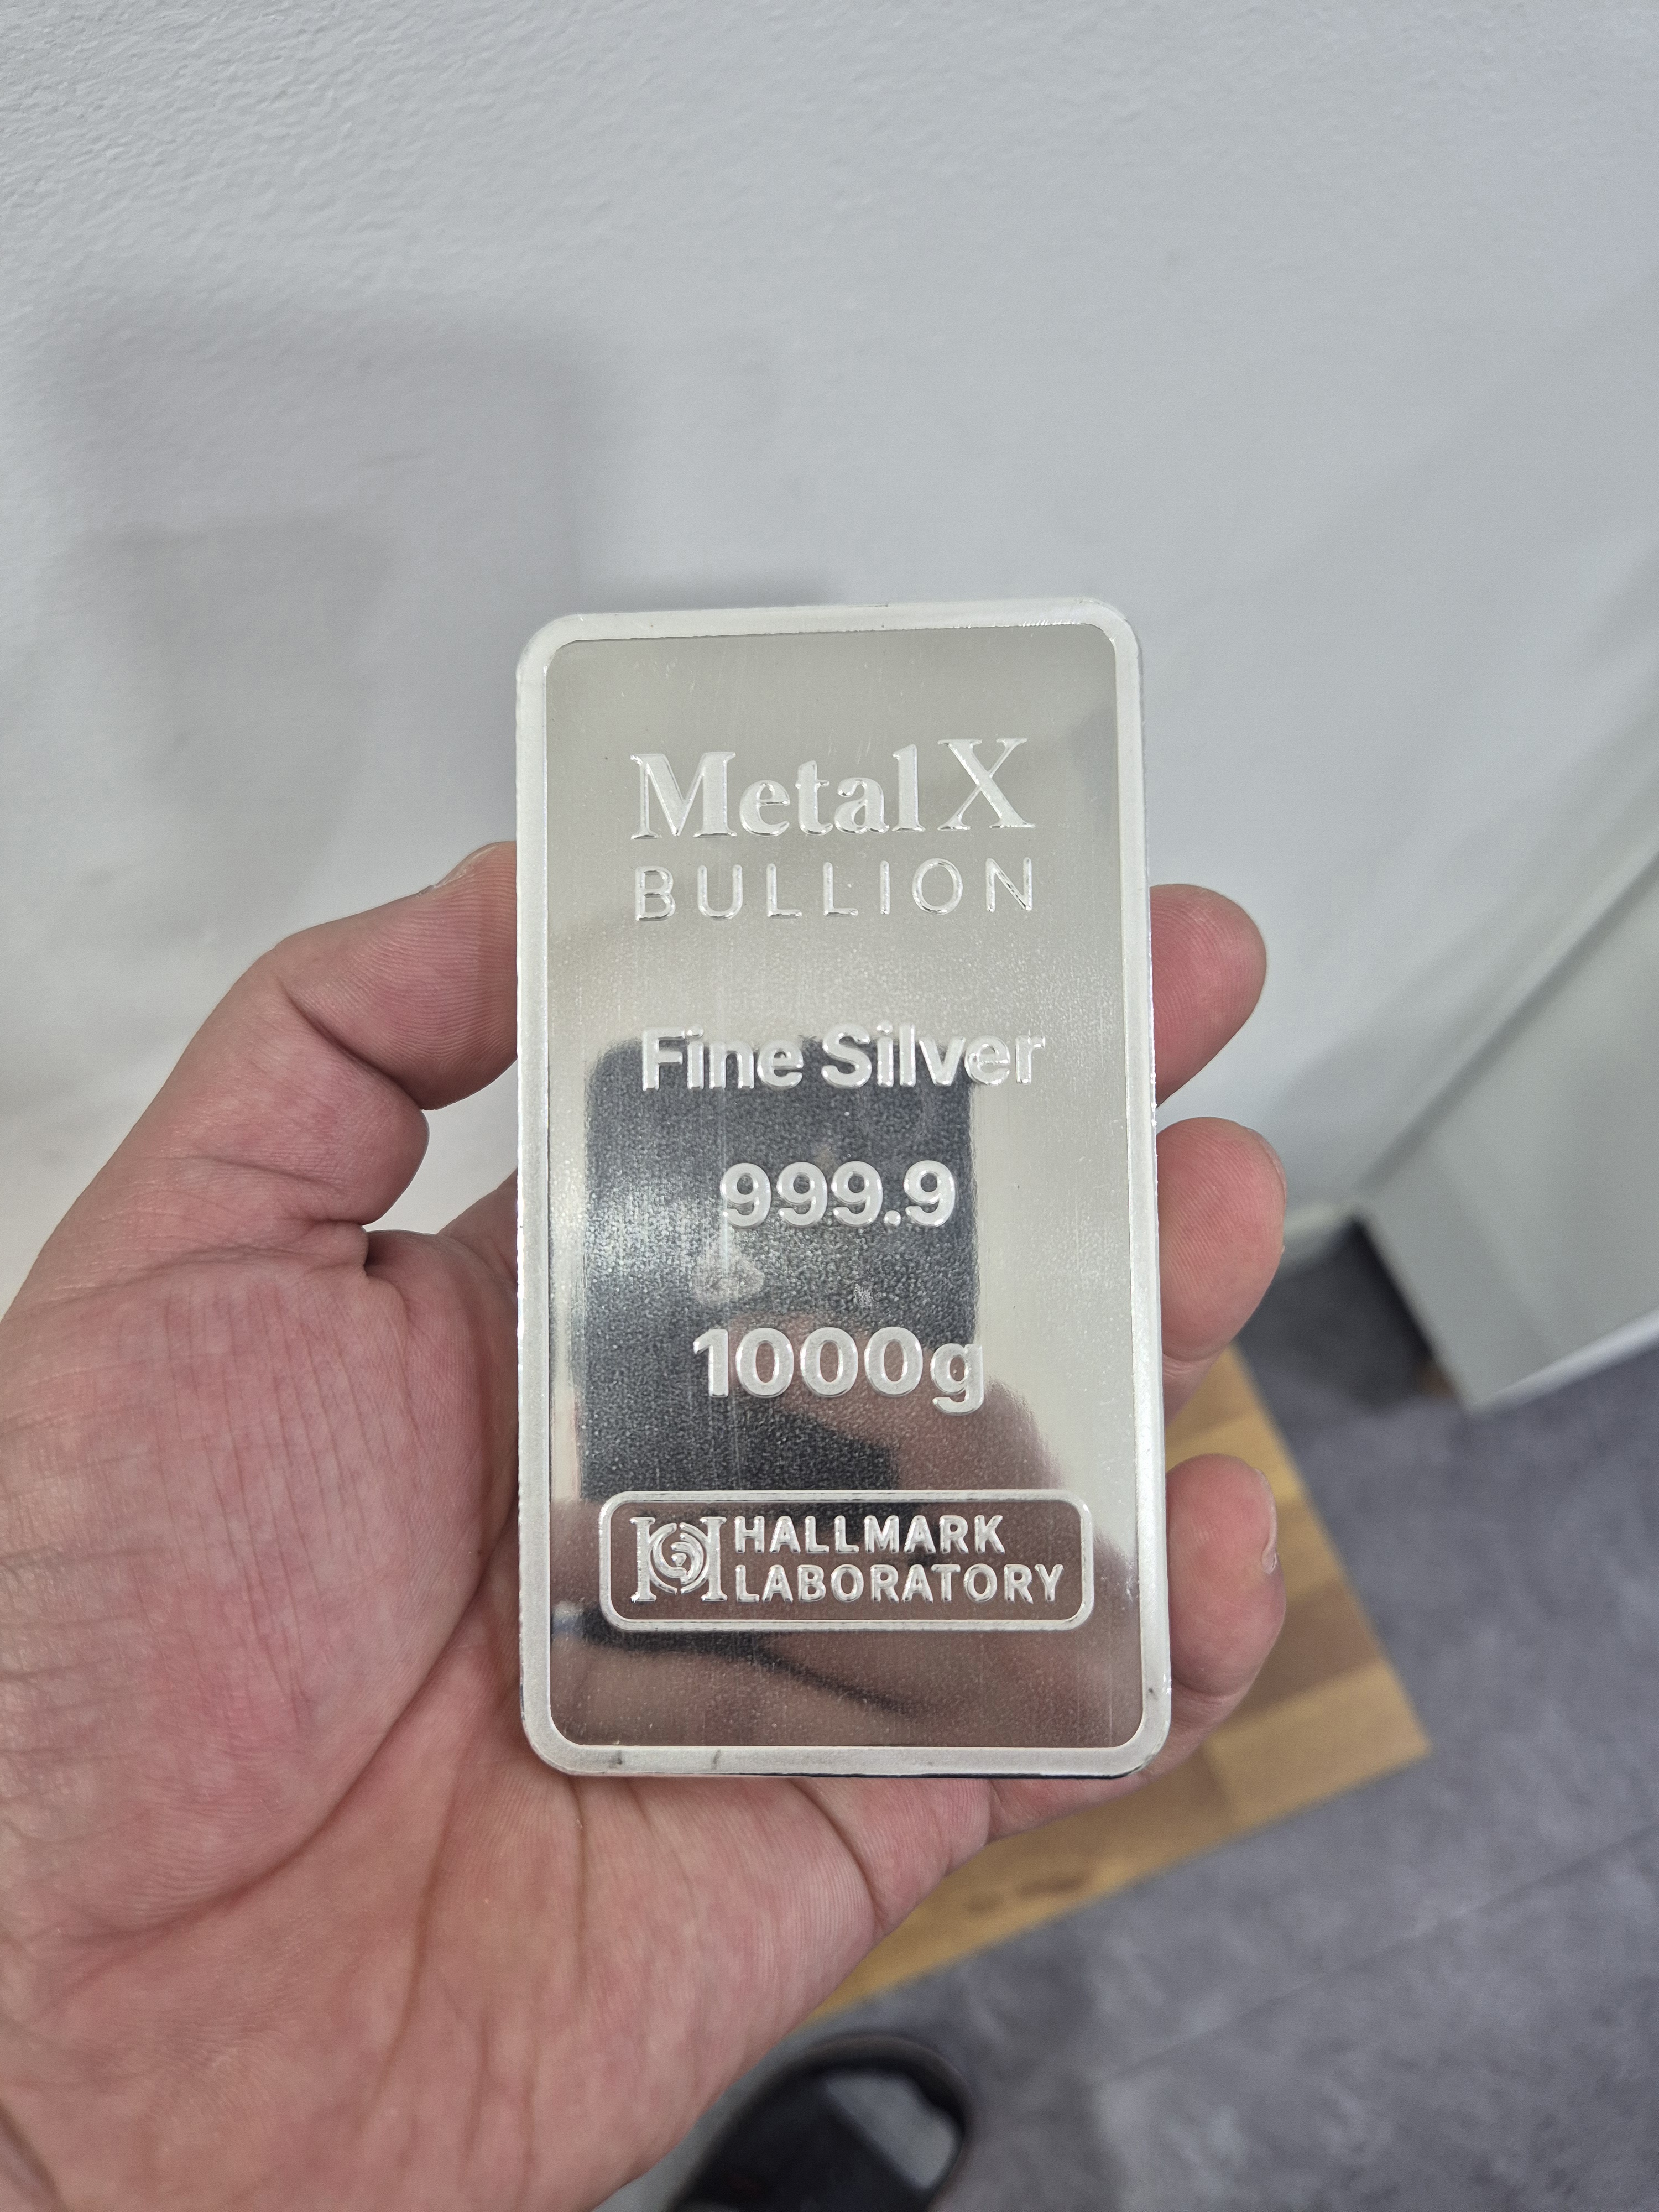 Metal X
BULLION
Fine Silver
999.9
1000g
HALLMARK
LABORATORY